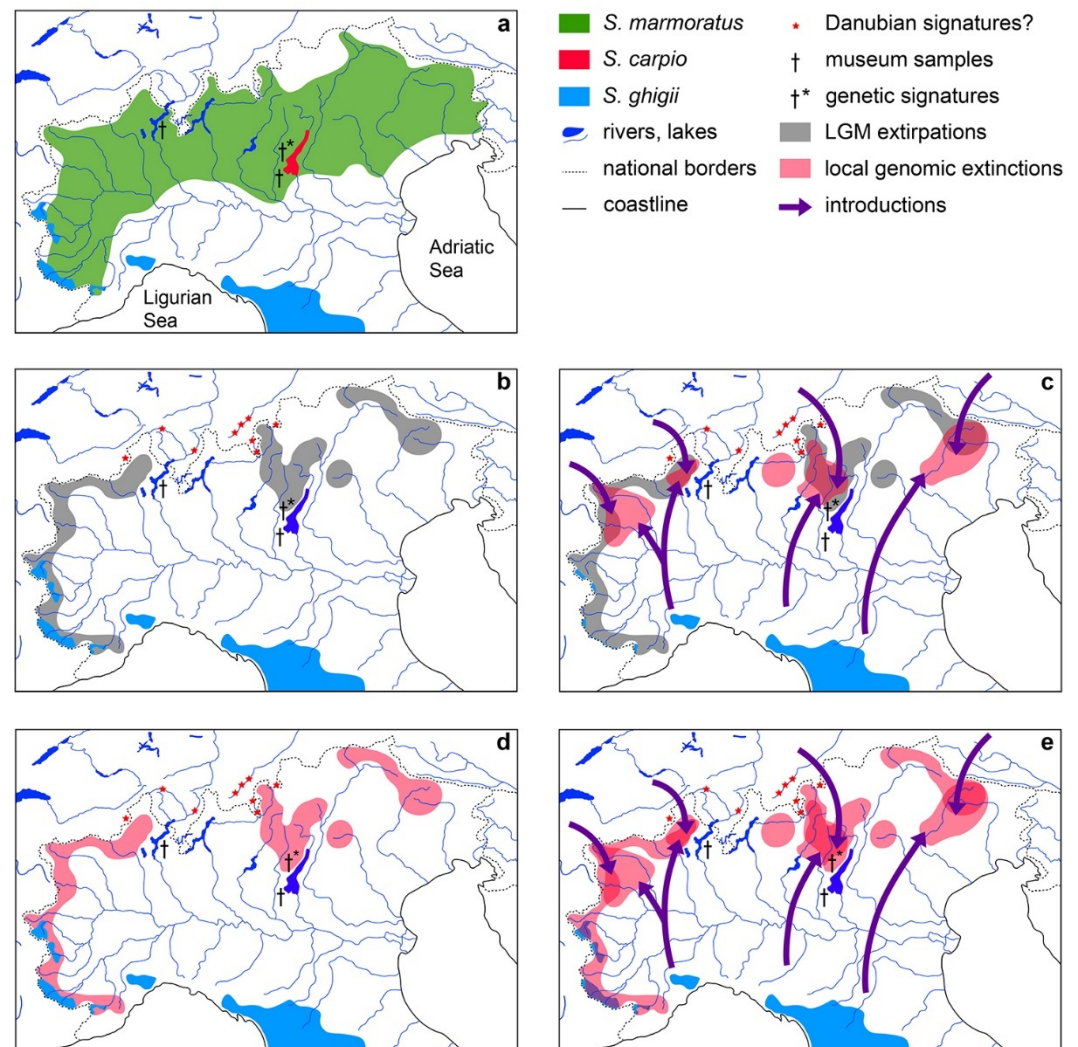 a
†
†*
†
Adriatic
Sea
Ligurian
Sea
S. marmoratus
S. carpio
S. ghigii
rivers, lakes
national borders
coastline
Danubian signatures?
† museum samples
†* genetic signatures
LGM extirpations
local genomic extinctions
introductions
b
†
†*
†
c
†
†*
†
d
†
†*
†
e
†
†*
†